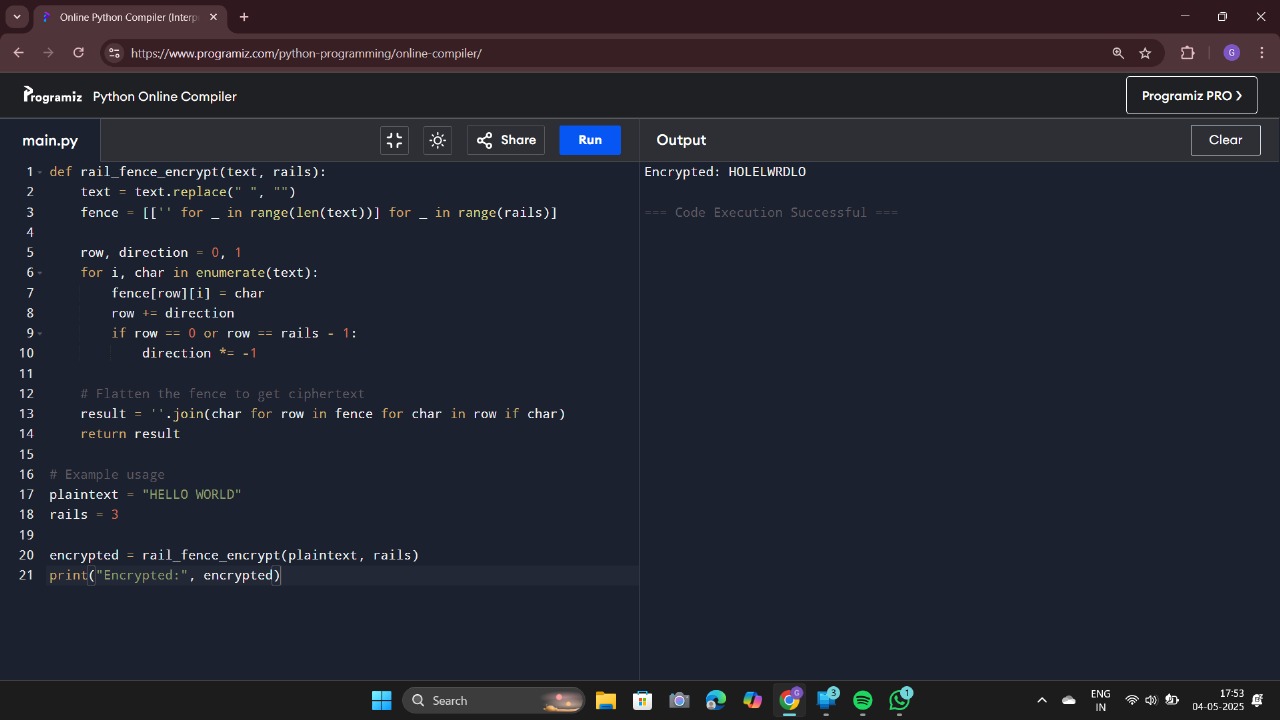 Online Python Compiler (Interp
https://www.programiz.com/python-programming/online-compiler/
G
Programiz Python Online Compiler
Programiz PRO >
main.py
Share
Run
Output
Clear
1 def rail_fence_encrypt(text, rails):
2     text = text.replace(" ", "")
3     fence = [['' for _ in range(len(text))] for _ in range(rails)]
4
5     row, direction = 0, 1
6     for i, char in enumerate(text):
7         fence[row][i] = char
8         row += direction
9         if row == 0 or row == rails - 1:
10             direction *= -1
11
12     # Flatten the fence to get ciphertext
13     result = ''.join(char for row in fence for char in row if char)
14     return result
15
16 # Example usage
17 plaintext = "HELLO WORLD"
18 rails = 3
19
20 encrypted = rail_fence_encrypt(plaintext, rails)
21 print("Encrypted:", encrypted)
Encrypted: HOLELWRDLO
=== Code Execution Successful ===
Search
G
3
1
ENG
IN
17:53
04-05-2025